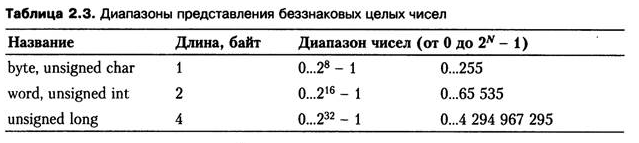 Таблица 2.3. Диапазоны представления беззнаковых целых чисел
Название Длина, байт Диапазон чисел (от 0 до 2^N – 1)
byte, unsigned char 1 0...2^8 – 1 0...255
word, unsigned int 2 0...2^16 – 1 0...65 535
unsigned long 4 0...2^32 – 1 0...4 294 967 295